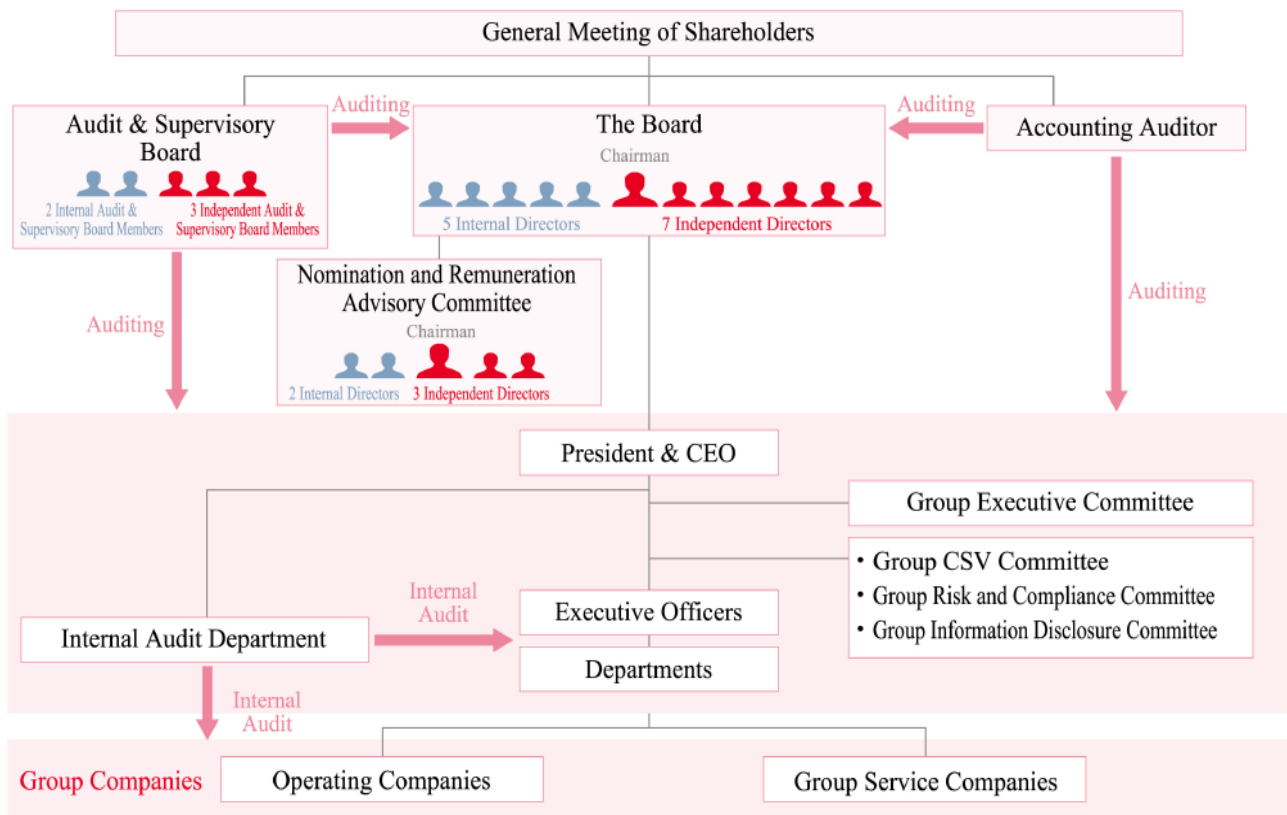 General Meeting of Shareholders
Auditing
Auditing
Audit & Supervisory
Board
2 Internal Audit &
Supervisory Board Members
3 Independent Audit &
Supervisory Board Members
The Board
Chairman
5 Internal Directors
7 Independent Directors
Accounting Auditor
Nomination and Remuneration
Advisory Committee
Chairman
2 Internal Directors
3 Independent Directors
Auditing
Auditing
President & CEO
Group Executive Committee
・Group CSV Committee
・Group Risk and Compliance Committee
・Group Information Disclosure Committee
Internal
Audit
Executive Officers
Internal Audit Department
Departments
Internal
Audit
Group Companies
Operating Companies
Group Service Companies